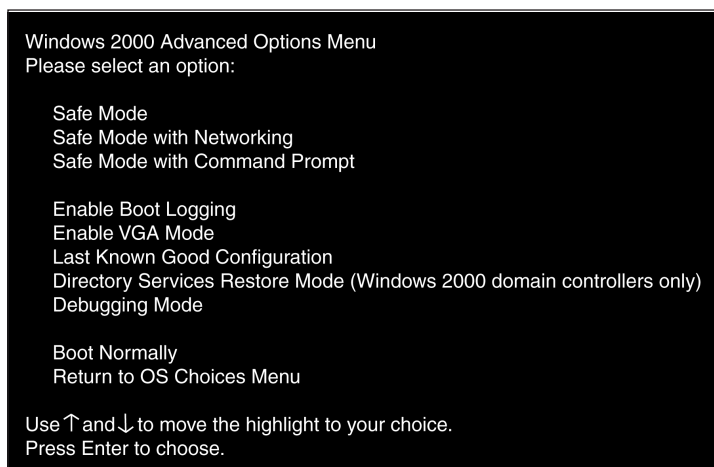 Windows 2000 Advanced Options Menu
Please select an option:
Safe Mode
Safe Mode with Networking
Safe Mode with Command Prompt
Enable Boot Logging
Enable VGA Mode
Last Known Good Configuration
Directory Services Restore Mode (Windows 2000 domain controllers only)
Debugging Mode
Boot Normally
Return to OS Choices Menu
Use ↑ and ↓ to move the highlight to your choice.
Press Enter to choose.